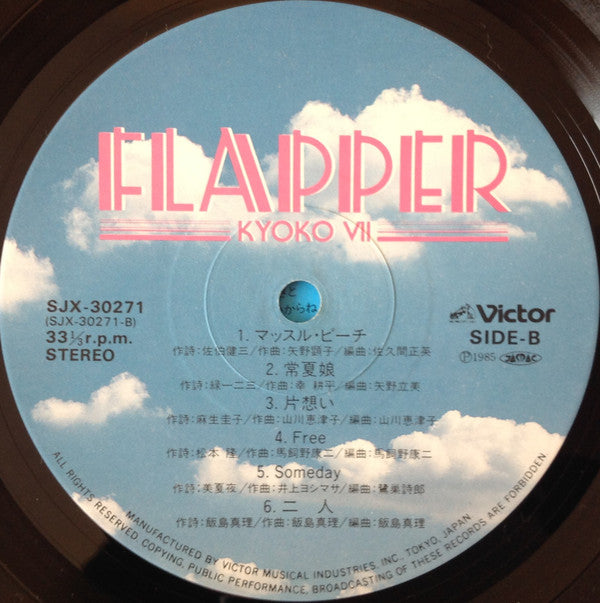 FLAPPER
KYOKO VII
SJX-30271
(SJX-30271-B)
33⅓r.p.m.
STEREO
Victor
SIDE-B
Ⓟ1985
からね
1. マッスル・ピーチ
作詩:佐伯健三/作曲:矢野顕子/編曲:佐久間正英
2. 常夏娘
作詩:緑一二三/作曲:幸 耕平/編曲:矢野立美
3. 片想い
作詩:麻生圭子/作曲:山川恵津子/編曲:山川恵津子
4. Free
作詩:松本 隆/作曲:馬飼野康二/編曲:馬飼野康二
5. Someday
作詩:美夏夜/作曲:井上ヨシマサ/編曲:鷺巣詩郎
6. 二 人
作詩:飯島真理/作曲:飯島真理/編曲:飯島真理
MANUFACTURED BY VICTOR MUSICAL INDUSTRIES, INC., TOKYO, JAPAN
ALL RIGHTS RESERVED. COPYING, PUBLIC PERFORMANCE, BROADCASTING OF THESE RECORDS ARE FORBIDDEN.